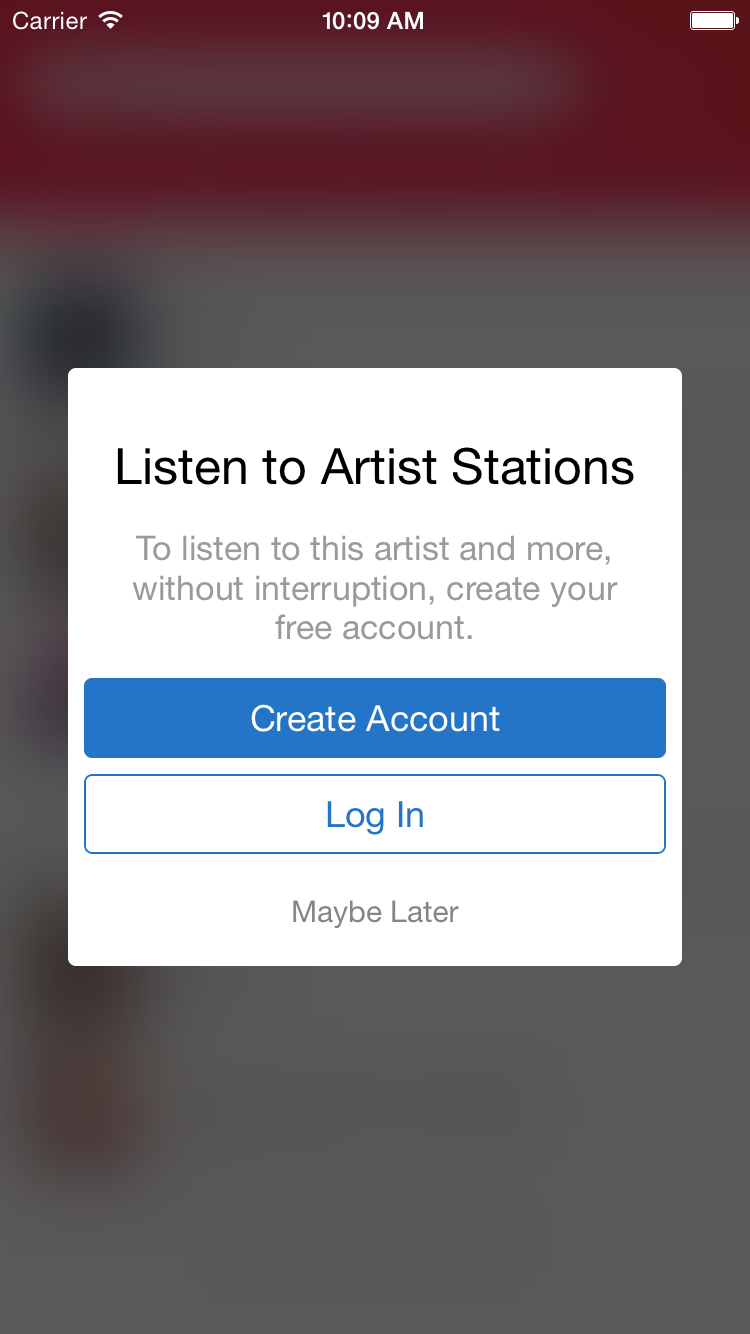 Carrier 10:09 AM
Listen to Artist Stations
To listen to this artist and more,
without interruption, create your
free account.
Create Account
Log In
Maybe Later